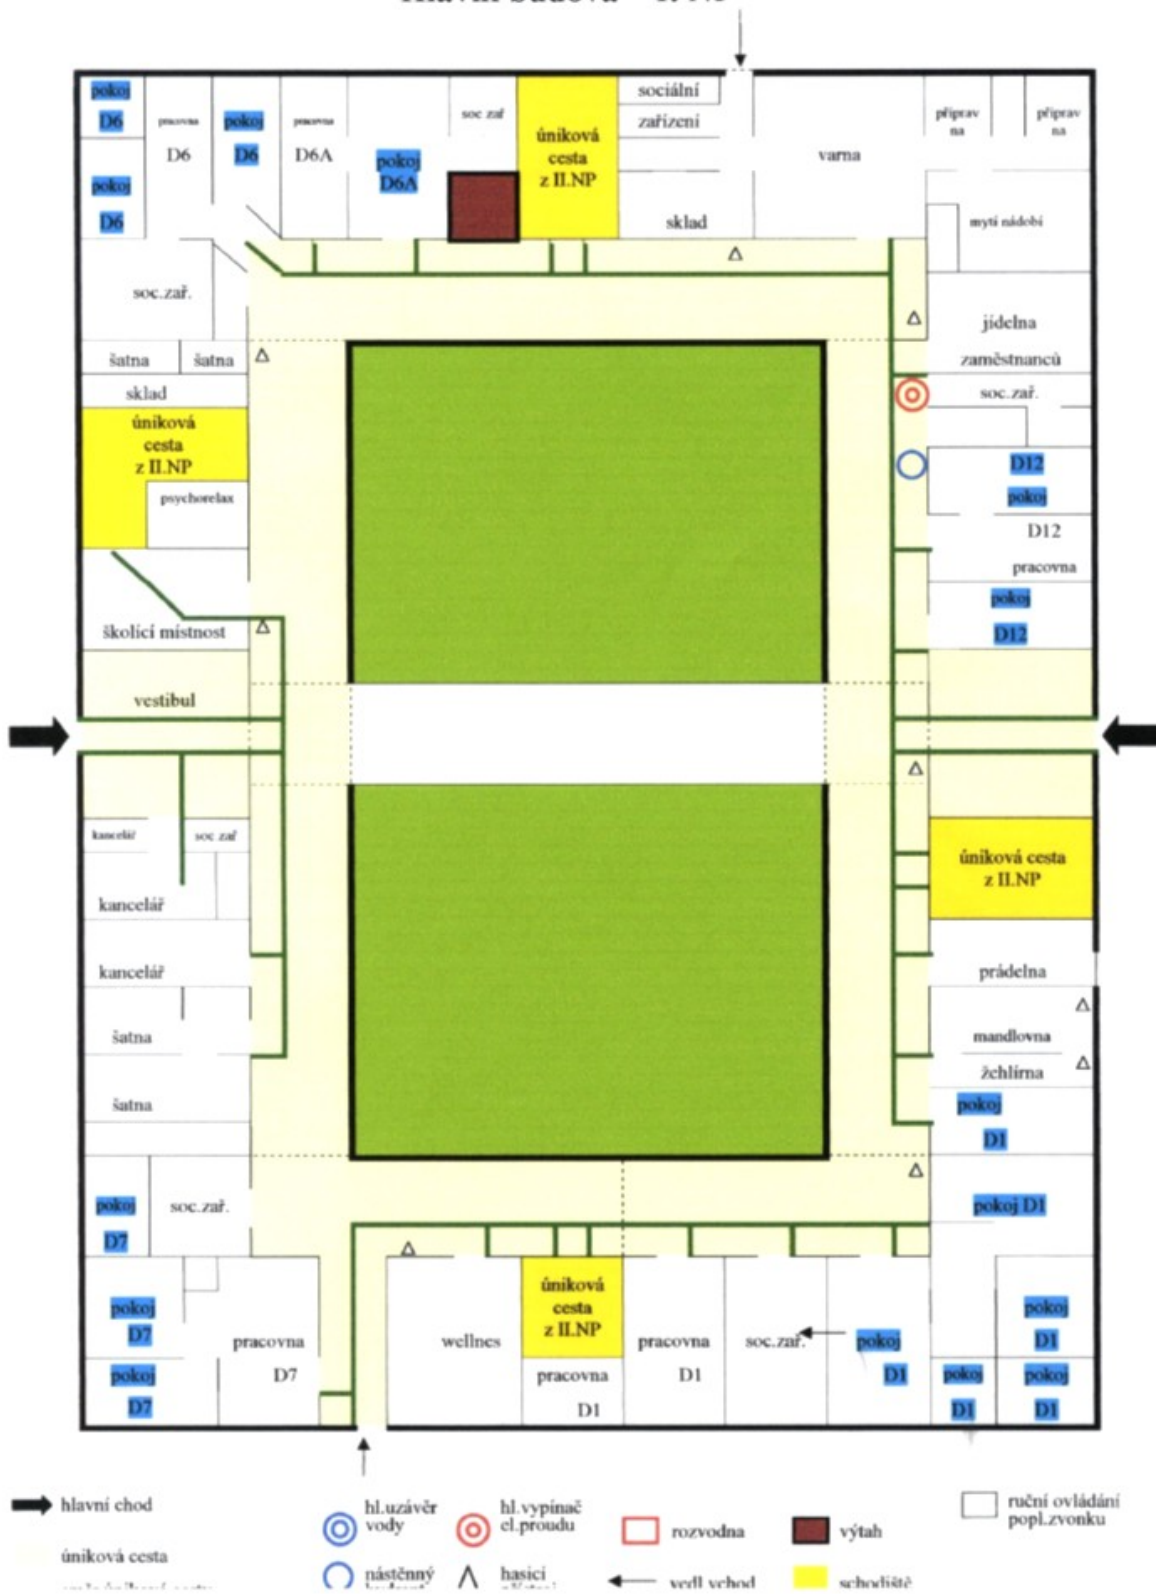 pokoj
D6
pracovna
D6
pokoj
D6
pracovna
D6A
pokoj
D6A
soc zař
úniková
cesta
z II.NP
sociální
zařízení
sklad
varna
příprav
na
příprav
na
pokoj
D6
mytí nádobí
soc.zař.
jídelna
zaměstnanců
šatna
šatna
sklad
soc.zař.
úniková
cesta
z II.NP
psychorelax
D12
pokoj
D12
pracovna
pokoj
D12
školící místnost
vestibul
kancelář
soc zař
kancelář
úniková cesta
z II.NP
kancelář
prádelna
šatna
mandlovna
žehlírna
šatna
pokoj
D1
pokoj
D7
soc.zař.
pokoj D1
pokoj
D7
pracovna
D7
pokoj
D7
wellnes
úniková
cesta
z II.NP
pracovna
D1
pracovna
D1
soc.zař.
pokoj
D1
pokoj
D1
pokoj
D1
pokoj
D1
hlavní chod
úniková cesta
hl.uzávěr
vody
nástěnný
hl.vypínač
el.proudu
hasicí
rozvodna
vedl.vchod
výtah
schodiště
ruční ovládání
popl.zvonku